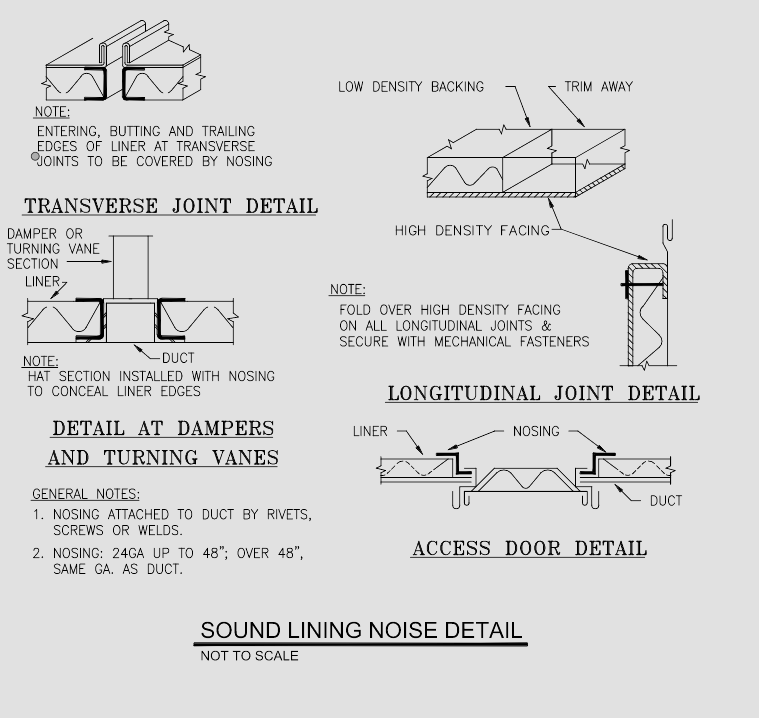 NOTE:
ENTERING, BUTTING AND TRAILING
EDGES OF LINER AT TRANSVERSE
JOINTS TO BE COVERED BY NOSING
TRANSVERSE JOINT DETAIL
DAMPER OR
TURNING VANE
SECTION
LINER
DUCT
NOTE:
HAT SECTION INSTALLED WITH NOSING
TO CONCEAL LINER EDGES
DETAIL AT DAMPERS
AND TURNING VANES
GENERAL NOTES:
1. NOSING ATTACHED TO DUCT BY RIVETS,
SCREWS OR WELDS.
2. NOSING: 24GA UP TO 48"; OVER 48",
SAME GA. AS DUCT.
LOW DENSITY BACKING
TRIM AWAY
HIGH DENSITY FACING
NOTE:
FOLD OVER HIGH DENSITY FACING
ON ALL LONGITUDINAL JOINTS &
SECURE WITH MECHANICAL FASTENERS
LONGITUDINAL JOINT DETAIL
LINER
NOSING
DUCT
ACCESS DOOR DETAIL
SOUND LINING NOISE DETAIL
NOT TO SCALE